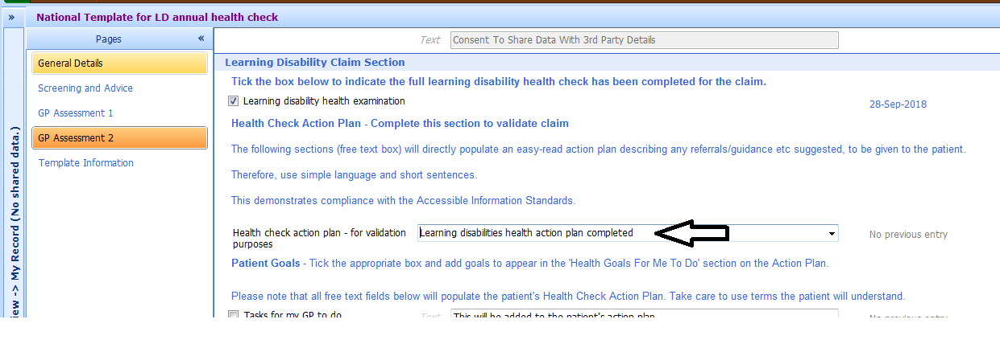 National Template for LD annual health check
Pages
General Details
Screening and Advice
GP Assessment 1
GP Assessment 2
Template Information
iew -> My Record (No shared data.)
Text Consent To Share Data With 3rd Party Details
Learning Disability Claim Section
Tick the box below to indicate the full learning disability health check has been completed for the claim.
Learning disability health examination 28-Sep-2018
Health Check Action Plan - Complete this section to validate claim
The following sections (free text box) will directly populate an easy-read action plan describing any referrals/guidance etc suggested, to be given to the patient.
Therefore, use simple language and short sentences.
This demonstrates compliance with the Accessible Information Standards.
Health check action plan - for validation purposes Learning disabilities health action plan completed No previous entry
Patient Goals - Tick the appropriate box and add goals to appear in the 'Health Goals For Me To Do' section on the Action Plan.
Please note that all free text fields below will populate the patient's Health Check Action Plan. Take care to use terms the patient will understand.
Tasks for my GP to do Text This will be added to the patient's action plan No previous entry